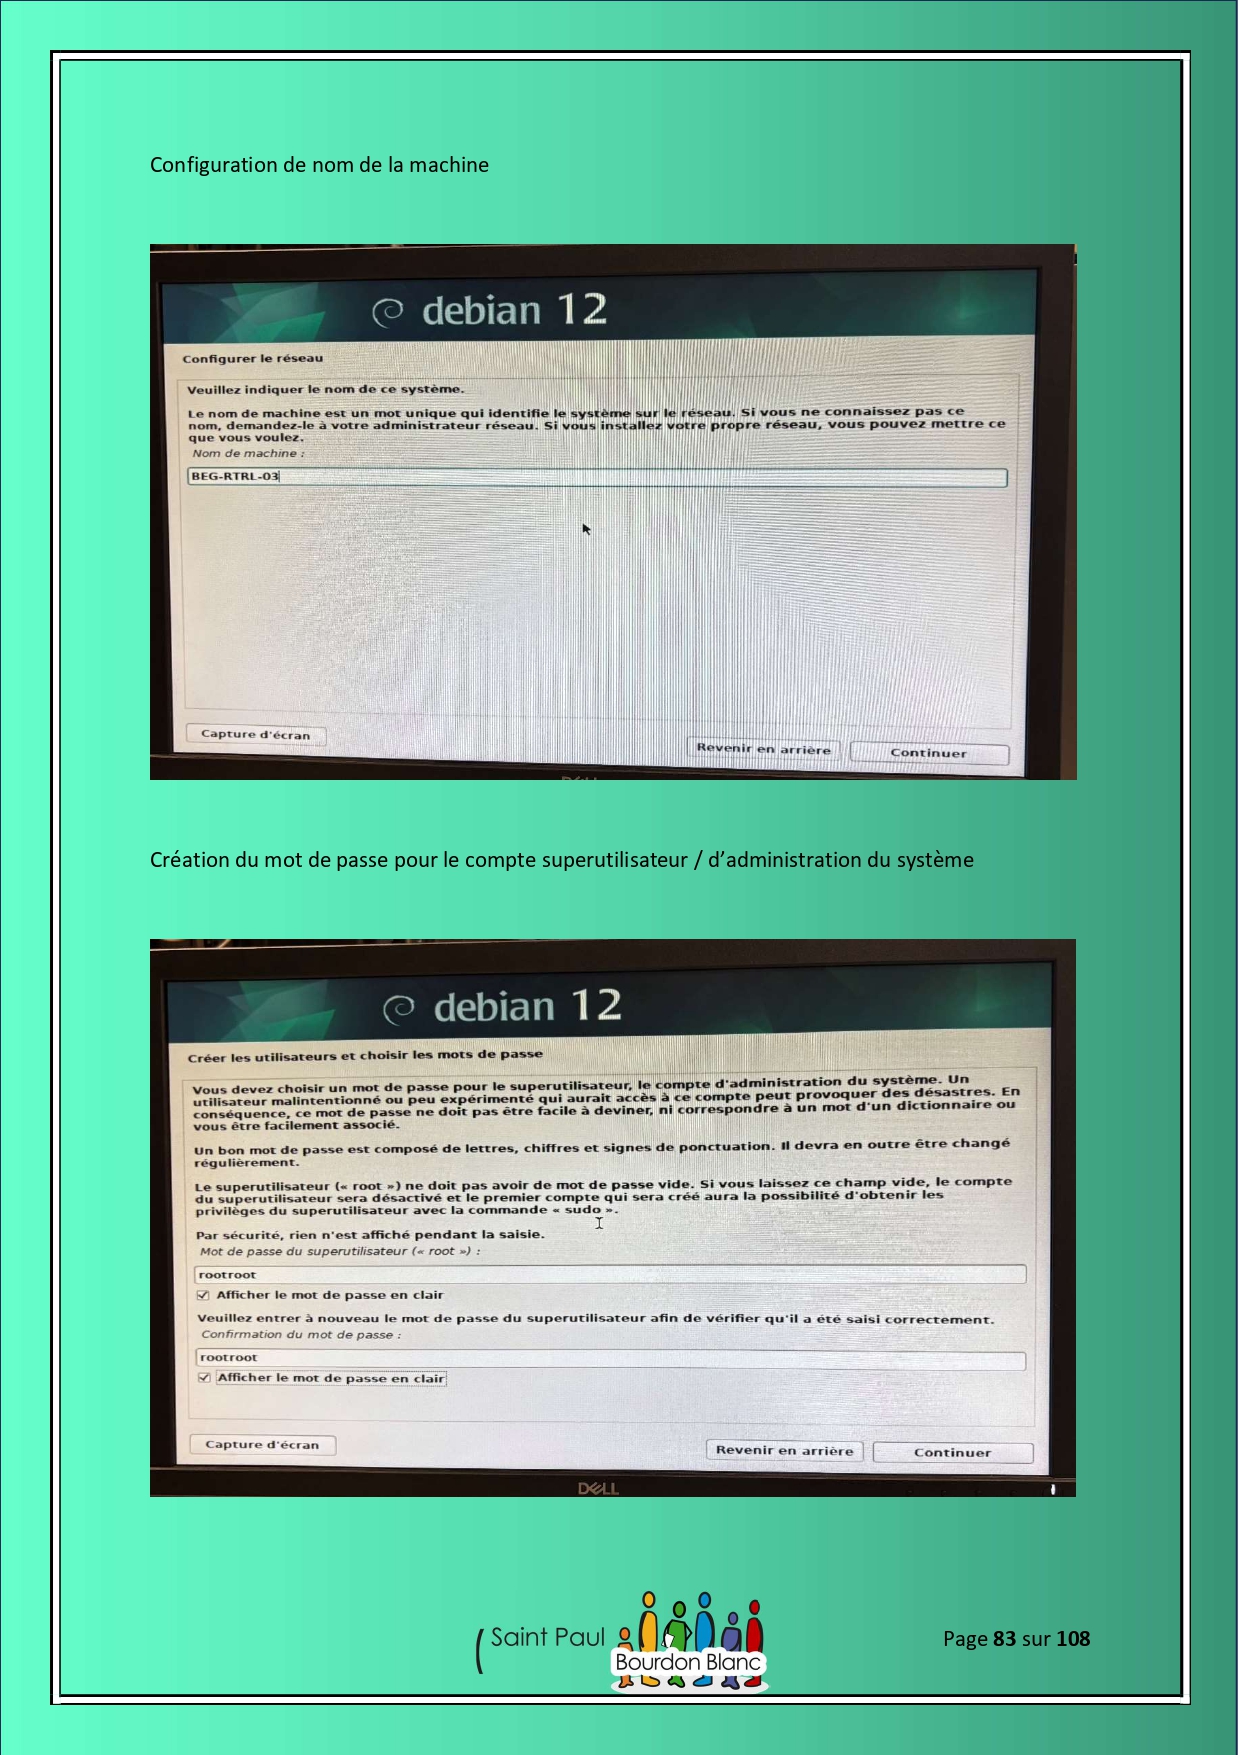 Configuration de nom de la machine
debian 12
Configurer le réseau
Veuillez indiquer le nom de ce système.
Le nom de machine est un mot unique qui identifie le système sur le réseau. Si vous ne connaissez pas ce
nom, demandez-le à votre administrateur réseau. Si vous installez votre propre réseau, vous pouvez mettre ce
que vous voulez.
Nom de machine :
BEG-RTRL-03
Capture d'écran
Revenir en arrière
Continuer
Création du mot de passe pour le compte superutilisateur / d’administration du système
debian 12
Créer les utilisateurs et choisir les mots de passe
Vous devez choisir un mot de passe pour le superutilisateur, le compte d'administration du système. Un
utilisateur malintentionné ou peu expérimenté qui aurait accès à ce compte peut provoquer des désastres. En
conséquence, ce mot de passe ne doit pas être facile à deviner, ni correspondre à un mot d'un dictionnaire ou
vous être facilement associé.
Un bon mot de passe est composé de lettres, chiffres et signes de ponctuation. Il devra en outre être changé
régulièrement.
Le superutilisateur (« root ») ne doit pas avoir de mot de passe vide. Si vous laissez ce champ vide, le compte
du superutilisateur sera désactivé et le premier compte qui sera créé aura la possibilité d'obtenir les
privilèges du superutilisateur avec la commande « sudo ».
Par sécurité, rien n'est affiché pendant la saisie.
Mot de passe du superutilisateur (« root ») :
rootroot
Afficher le mot de passe en clair
Veuillez entrer à nouveau le mot de passe du superutilisateur afin de vérifier qu'il a été saisi correctement.
Confirmation du mot de passe :
rootroot
Afficher le mot de passe en clair
Capture d'écran
Revenir en arrière
Continuer
DELL
Saint Paul
Bourdon Blanc
Page 83 sur 108